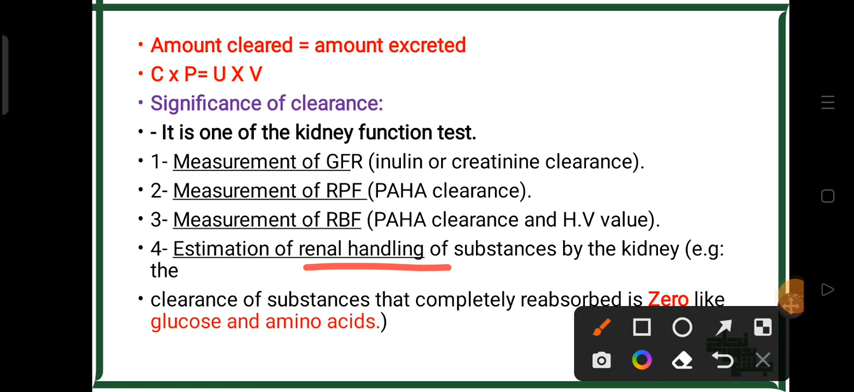 • Amount cleared = amount excreted
• C x P= U X V
• Significance of clearance:
• - It is one of the kidney function test.
• 1- Measurement of GFR (inulin or creatinine clearance).
• 2- Measurement of RPF (PAHA clearance).
• 3- Measurement of RBF (PAHA clearance and H.V value).
• 4- Estimation of renal handling of substances by the kidney (e.g:
the
• clearance of substances that completely reabsorbed is Zero like
glucose and amino acids.)